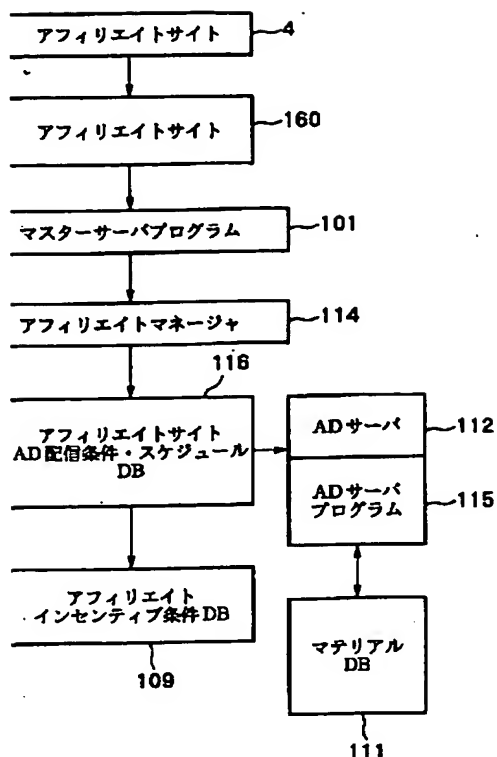 アフィリエイトサイト
4
アフィリエイトサイト
160
マスターサーバプログラム
101
アフィリエイトマネージャ
114
116
アフィリエイトサイト
AD配信条件・スケジュール
DB
ADサーバ
112
ADサーバ
プログラム
115
アフィリエイト
インセンティブ条件DB
109
マテリアル
DB
111